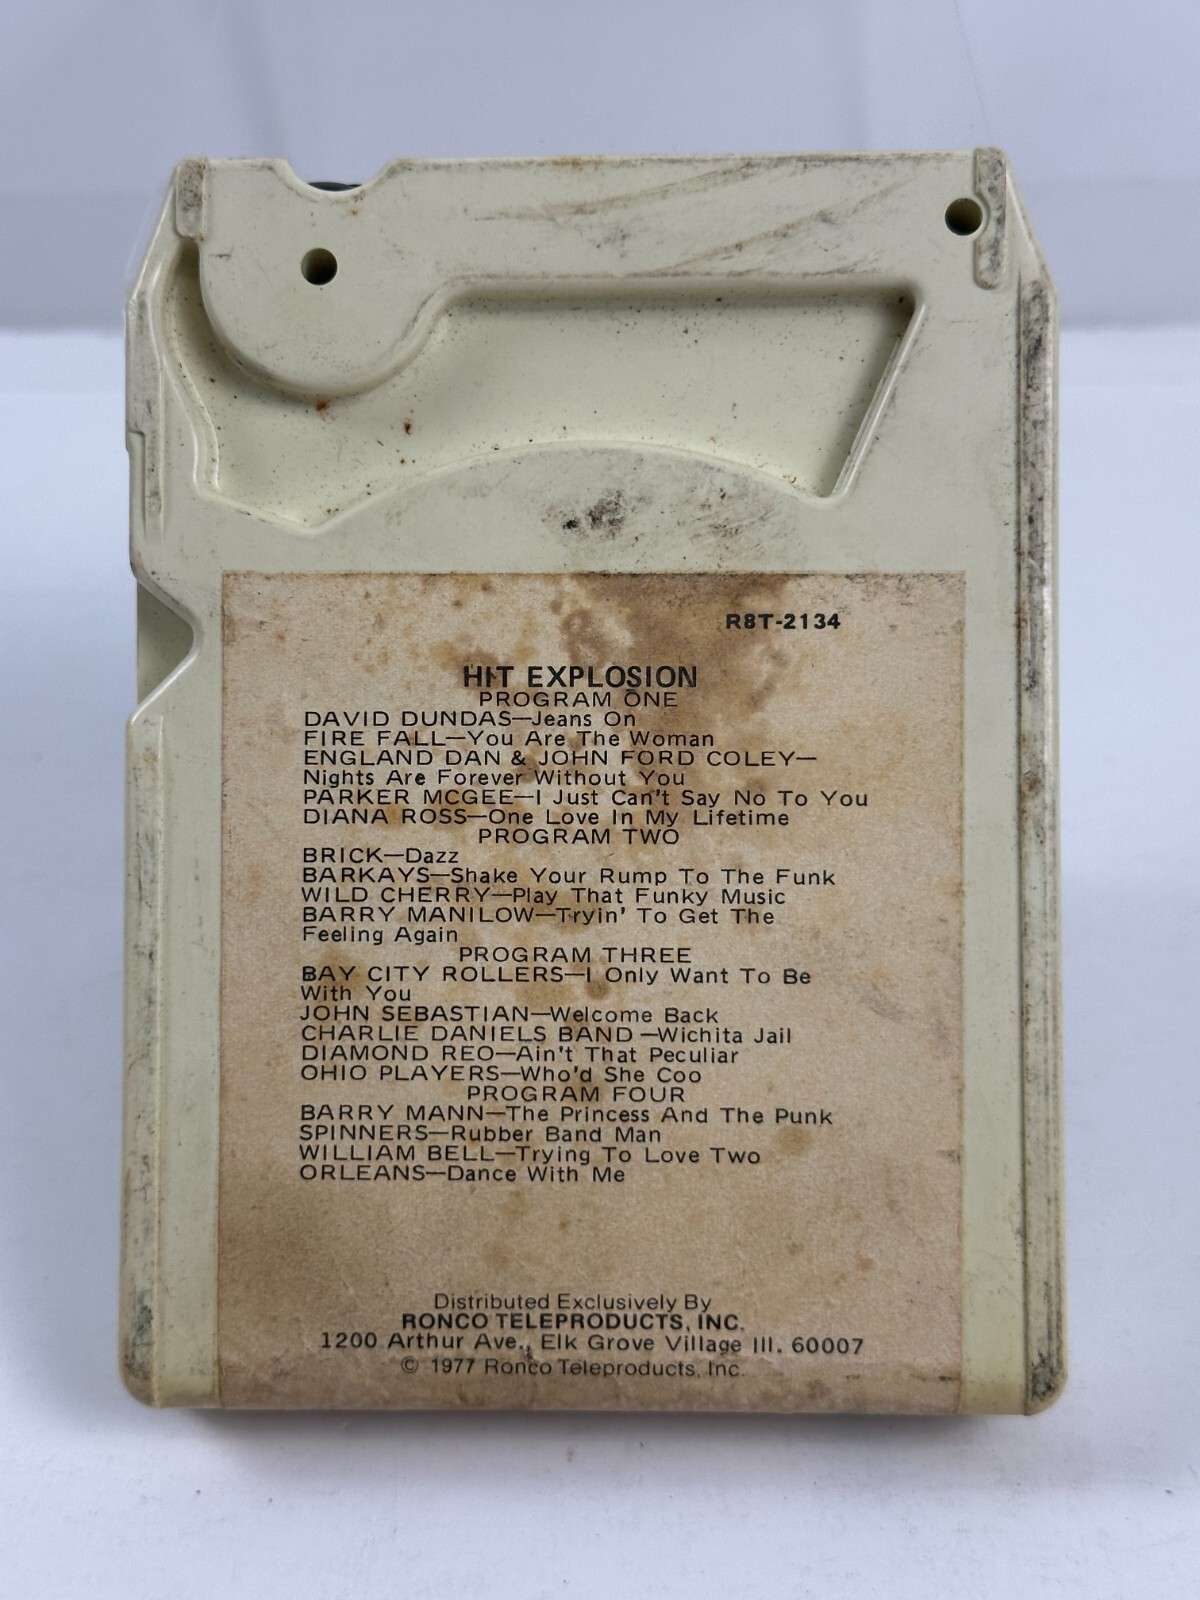 R8T-2134
HIT EXPLOSION
PROGRAM ONE
DAVID DUNDAS—Jeans On
FIRE FALL—You Are The Woman
ENGLAND DAN & JOHN FORD COLEY—
Nights Are Forever Without You
PARKER MCGEE—I Just Can't Say No To You
DIANA ROSS—One Love In My Lifetime
PROGRAM TWO
BRICK—Dazz
BARKAYS—Shake Your Rump To The Funk
WILD CHERRY—Play That Funky Music
BARRY MANILOW—Tryin' To Get The
Feeling Again
PROGRAM THREE
BAY CITY ROLLERS—I Only Want To Be
With You
JOHN SEBASTIAN—Welcome Back
CHARLIE DANIELS BAND—Wichita Jail
DIAMOND REO—Ain't That Peculiar
OHIO PLAYERS—Who'd She Coo
PROGRAM FOUR
BARRY MANN—The Princess And The Punk
SPINNERS—Rubber Band Man
WILLIAM BELL—Trying To Love Two
ORLEANS—Dance With Me
Distributed Exclusively By
RONCO TELEPRODUCTS, INC.
1200 Arthur Ave., Elk Grove Village Ill. 60007
© 1977 Ronco Teleproducts, Inc.